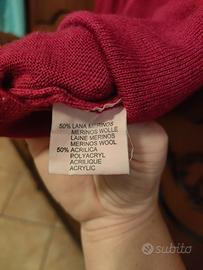 50% LANA MERINOS
MERINOS WOLLE
LAINE MERINOS
MERINOS WOOL
50% ACRILICA
POLYACRYL
ACRILIQUE
ACRYLIC
subito